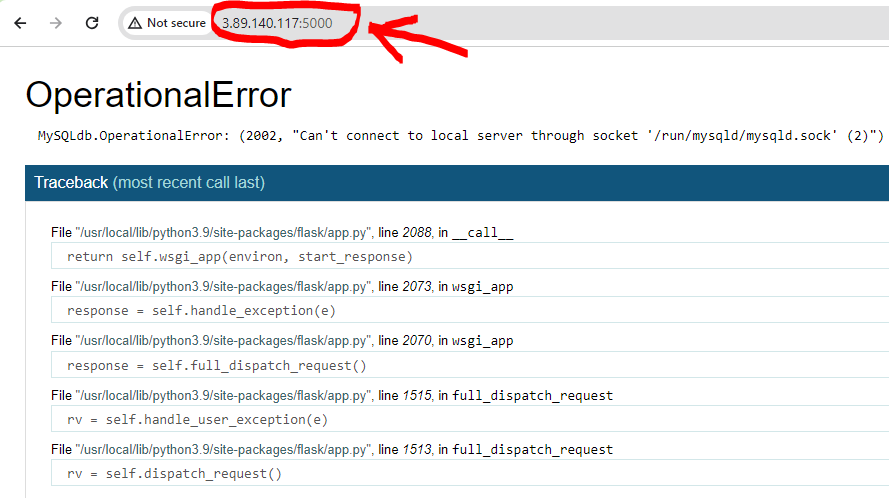 Not secure 3.89.140.117:5000
OperationalError
MySQLdb.OperationalError: (2002, "Can't connect to local server through socket '/run/mysqld/mysqld.sock' (2)")
Traceback (most recent call last)
File "/usr/local/lib/python3.9/site-packages/flask/app.py", line 2088, in __call__
return self.wsgi_app(environ, start_response)
File "/usr/local/lib/python3.9/site-packages/flask/app.py", line 2073, in wsgi_app
response = self.handle_exception(e)
File "/usr/local/lib/python3.9/site-packages/flask/app.py", line 2070, in wsgi_app
response = self.full_dispatch_request()
File "/usr/local/lib/python3.9/site-packages/flask/app.py", line 1515, in full_dispatch_request
rv = self.handle_user_exception(e)
File "/usr/local/lib/python3.9/site-packages/flask/app.py", line 1513, in full_dispatch_request
rv = self.dispatch_request()